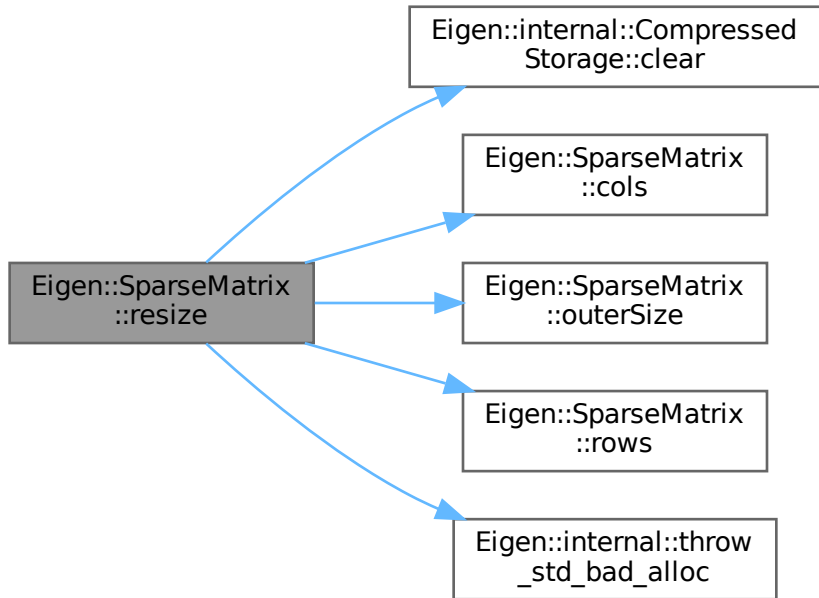 Eigen::internal::Compressed
Storage::clear
Eigen::SparseMatrix
::cols
Eigen::SparseMatrix
::resize
Eigen::SparseMatrix
::outerSize
Eigen::SparseMatrix
::rows
Eigen::internal::throw
_std_bad_alloc